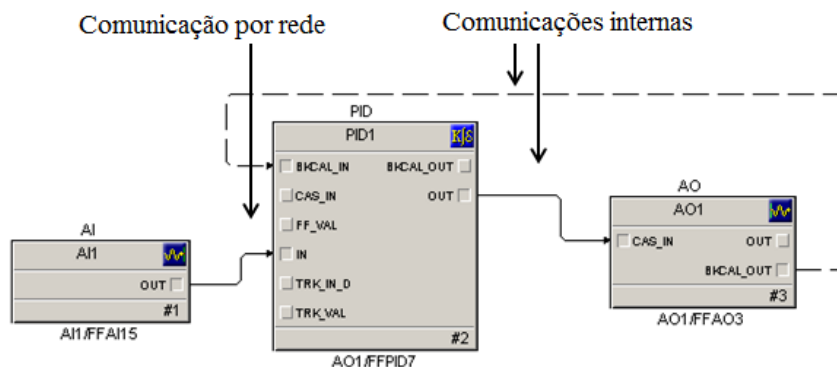 Comunicação por rede
Comunicações internas
PID
PID1
BKCAL_IN
BKCAL_OUT
CAS_IN
OUT
FF_VAL
IN
TRK_IN_D
TRK_VAL
#2
AO1/FFPID7
AI
AI1
OUT
#1
AI1/FFAI15
AO
AO1
CAS_IN
OUT
BKCAL_OUT
#3
AO1/FFAO3